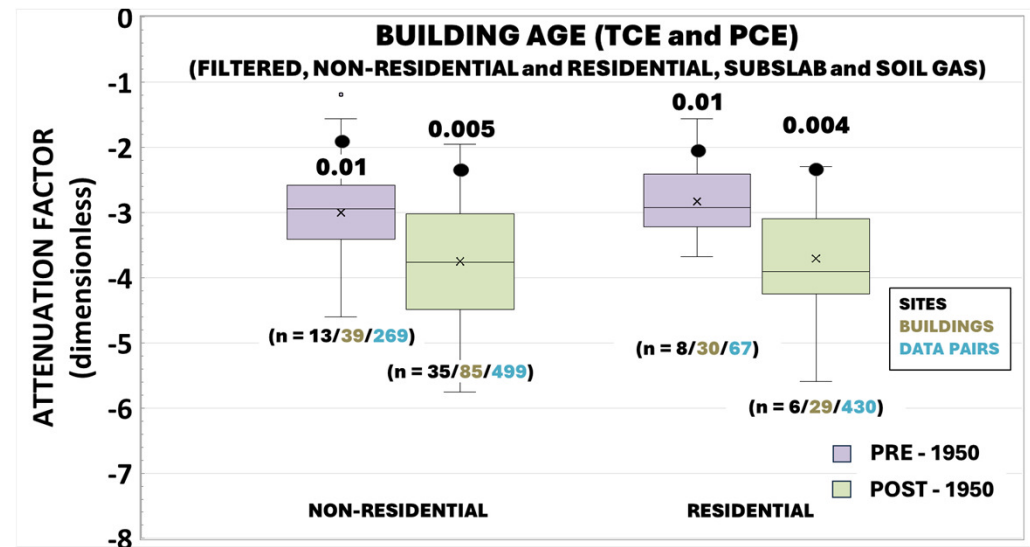 BUILDING AGE (TCE and PCE)
(FILTERED, NON-RESIDENTIAL and RESIDENTIAL, SUBSLAB and SOIL GAS)
ATTENUATION FACTOR
(dimensionless)
0
-1
-2
-3
-4
-5
-6
-7
-8
0.01
0.005
0.01
0.004
(n = 13/39/269)
(n = 35/85/499)
(n = 8/30/67)
(n = 6/29/430)
SITES
BUILDINGS
DATA PAIRS
PRE - 1950
POST - 1950
NON-RESIDENTIAL
RESIDENTIAL